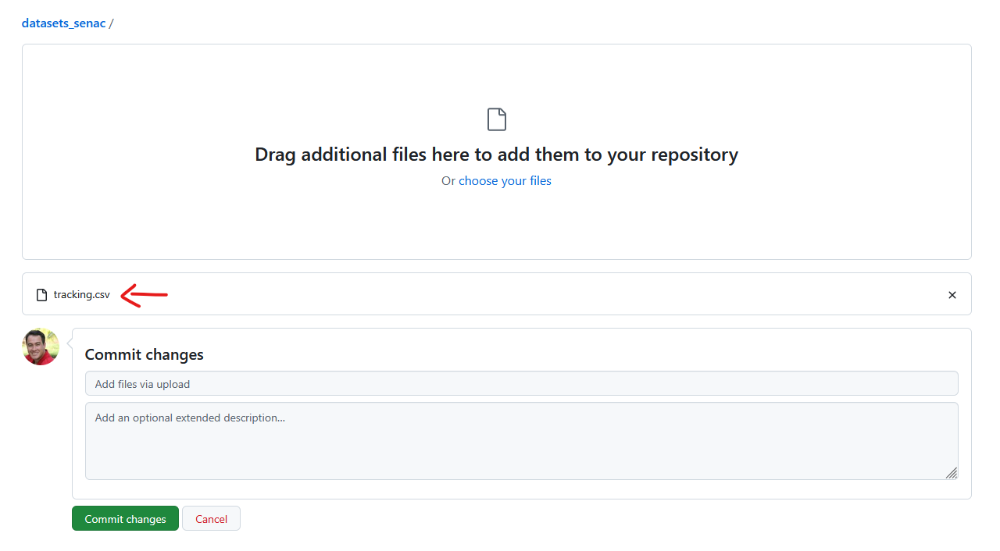 datasets_senac /
Drag additional files here to add them to your repository
Or choose your files
tracking.csv
Commit changes
Add files via upload
Add an optional extended description...
Commit changes
Cancel